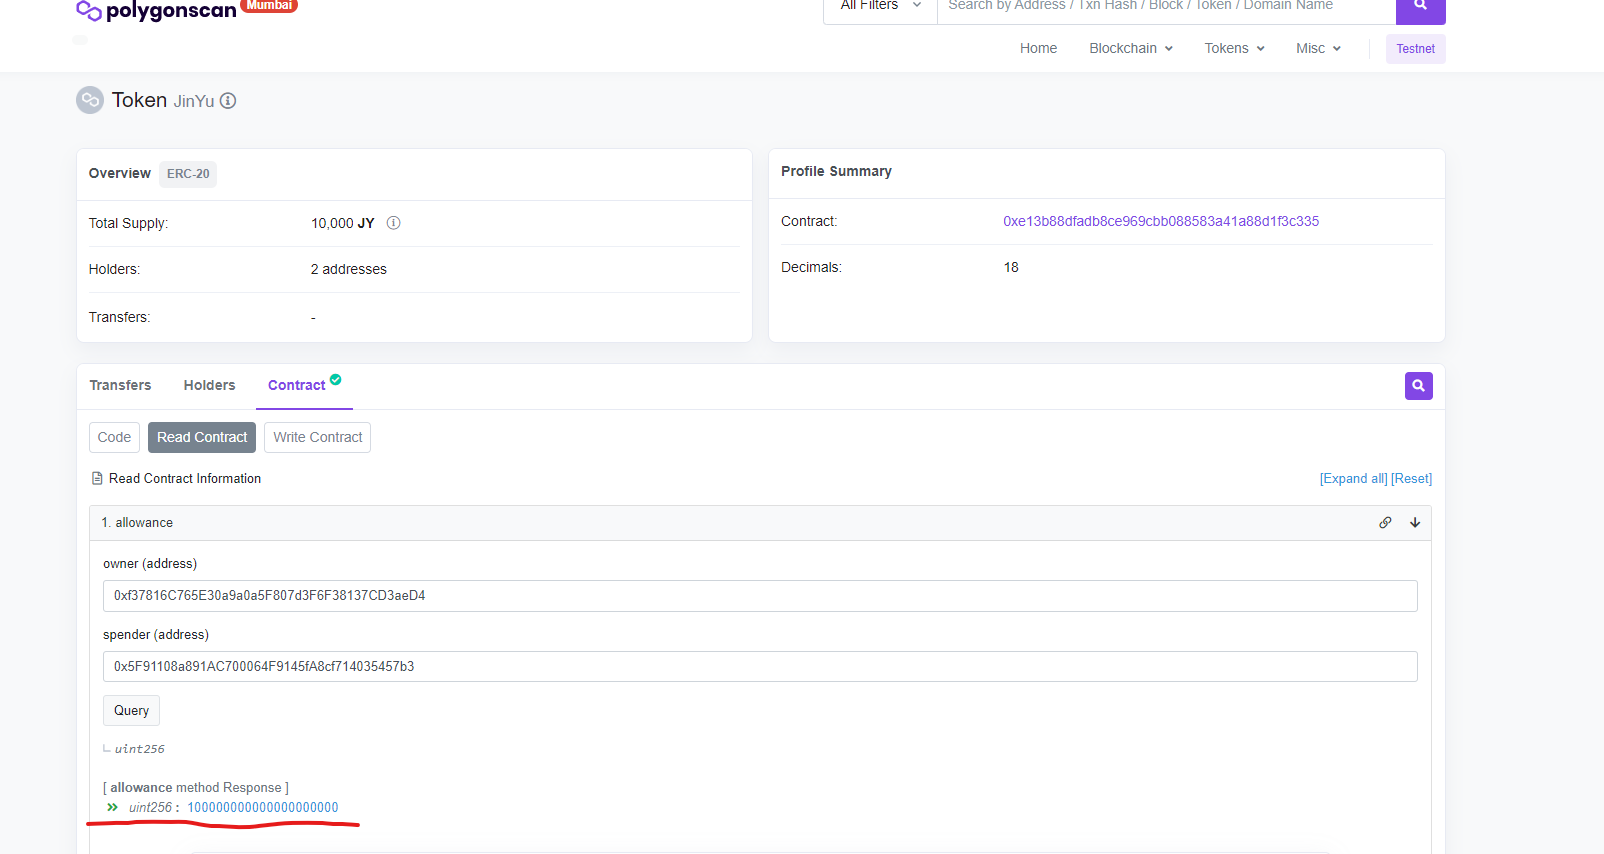 polygonscan Mumbai
All Filters
Search by Address / Txn Hash / Block / Token / Domain Name
Home Blockchain Tokens Misc Testnet
Token JinYu
Overview ERC-20
Total Supply: 10,000 JY
Holders: 2 addresses
Transfers: -
Profile Summary
Contract: 0xe13b88dfadb8ce969cbb088583a41a88d1f3c335
Decimals: 18
Transfers Holders Contract
Code Read Contract Write Contract
Read Contract Information [Expand all] [Reset]
1. allowance
owner (address)
0xf37816C765E30a9a0a5F807d3F6F38137CD3aeD4
spender (address)
0x5F91108a891AC700064F9145fA8cf714035457b3
Query
uint256
[ allowance method Response ]
uint256 : 100000000000000000000